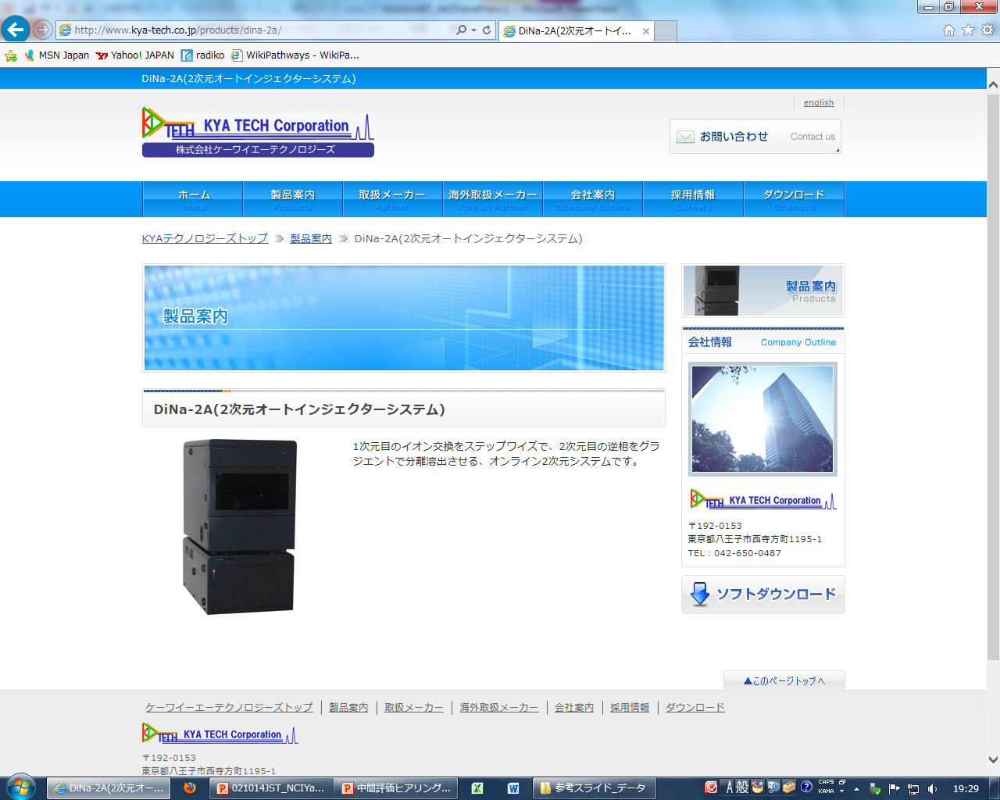 http://www.kya-tech.co.jp/products/dina-2a/
DiNa-2A(2次元オートイ...
MSN Japan
Yahoo! JAPAN
radiko
WikiPathways - WikiPa...
DiNa-2A(2次元オートインジェクターシステム)
english
TECH KYA TECH Corporation
株式会社ケーワイエーテクノロジーズ
お問い合わせ Contact us
ホーム 製品案内 取扱メーカー 海外取扱メーカー 会社案内 採用情報 ダウンロード
Home Products Partner Foreign Partner Company Outline Careers Download
KYAテクノロジーズトップ 製品案内 DiNa-2A(2次元オートインジェクターシステム)
製品案内
製品案内
Products
会社情報 Company Outline
DiNa-2A(2次元オートインジェクターシステム)
1次元目のイオン交換をステップワイズで、2次元目の逆相をグラ
ジエントで分離溶出させる、オンライン2次元システムです。
TECH KYA TECH Corporation
〒192-0153
東京都八王子市西寺方町1195-1
TEL : 042-650-0487
ソフトダウンロード
▲このページトップへ
ケーワイーエーテクノロジーズトップ 製品案内 取扱メーカー 海外取扱メーカー 会社案内 採用情報 ダウンロード
TECH KYA TECH Corporation
〒192-0153
東京都八王子市西寺方町1195-1
DiNa-2A(2次元オー...
021014JST_NCIYa...
中間評価ヒアリング...
参考スライド_データ
A 般
CAPS
KANA
19:29